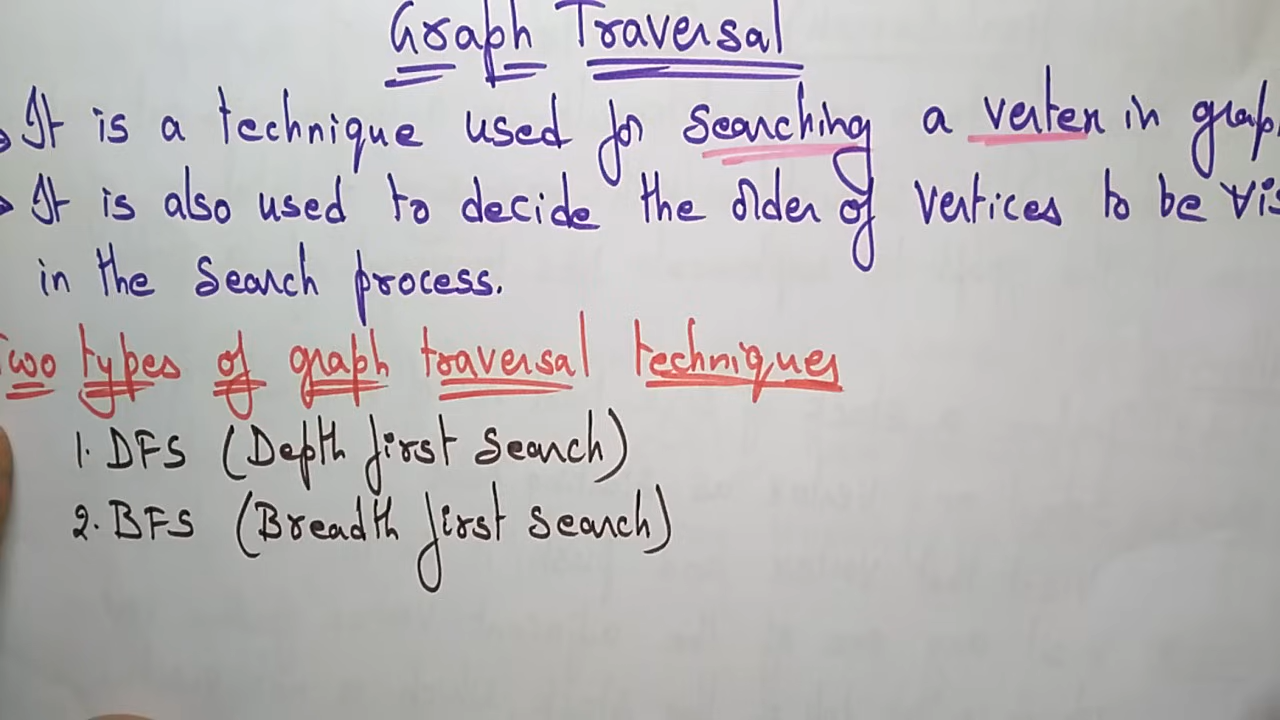 Graph Traversal
It is a technique used for searching a vertex in grap
It is also used to decide the order of vertices to be vis
in the search process.
Two types of graph traversal techniques
1. DFS (Depth first search)
2. BFS (Breadth first search)